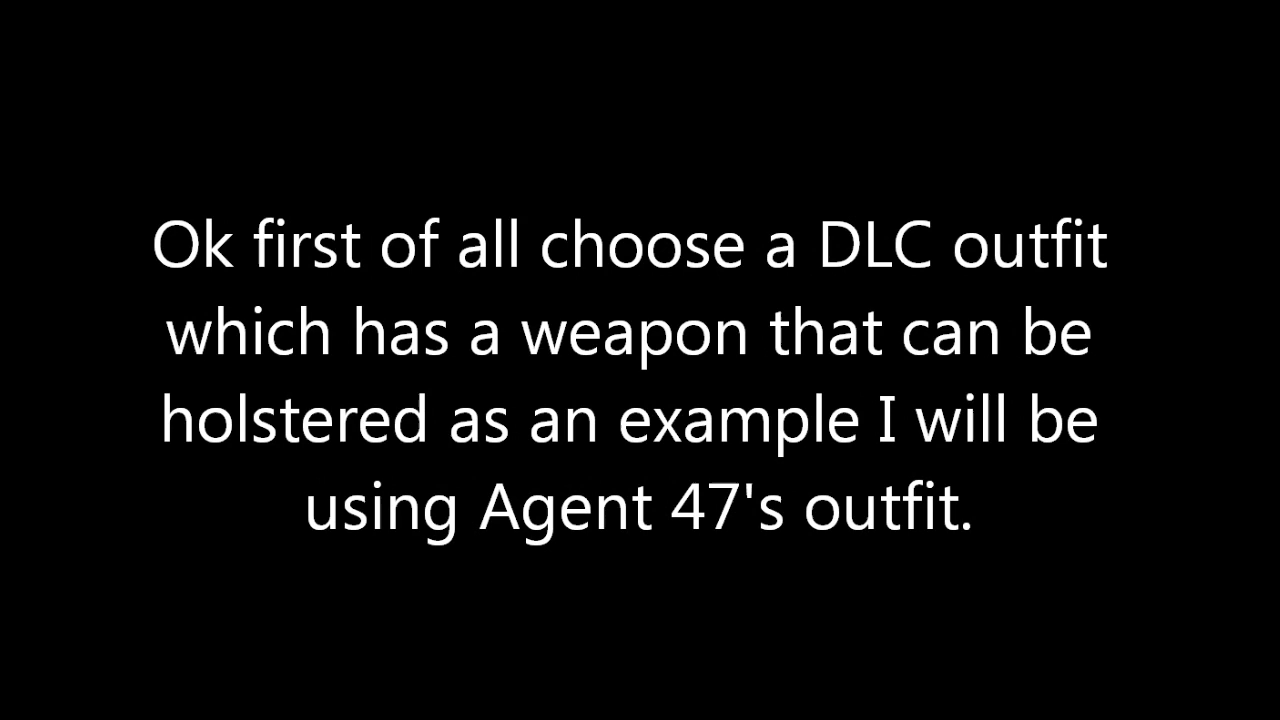 Ok first of all choose a DLC outfit
which has a weapon that can be
holstered as an example I will be
using Agent 47's outfit.